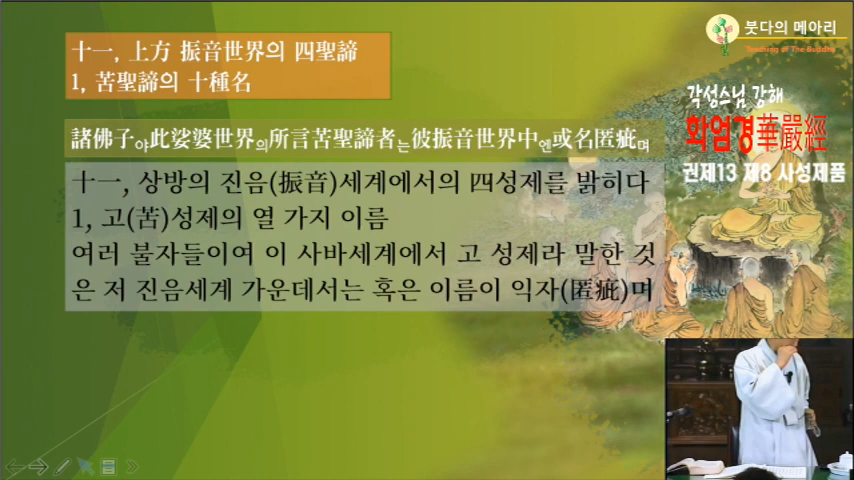 十一, 上方 振音世界의 四聖諦
1, 苦聖諦의 十種名
諸佛子야此娑婆世界의所言苦聖諦者는彼振音世界中엔或名匿疵며
十一, 상방의 진음(振音)세계에서의 四성제를 밝히다
1, 고(苦)성제의 열 가지 이름
여러 불자들이여 이 사바세계에서 고 성제라 말한 것
은 저 진음세계 가운데서는 혹은 이름이 익자(匿疵)며
붓다의 메아리
Teaching of The Buddha
각성스님 강해
화엄경華嚴經
권제13 제8 사성제품